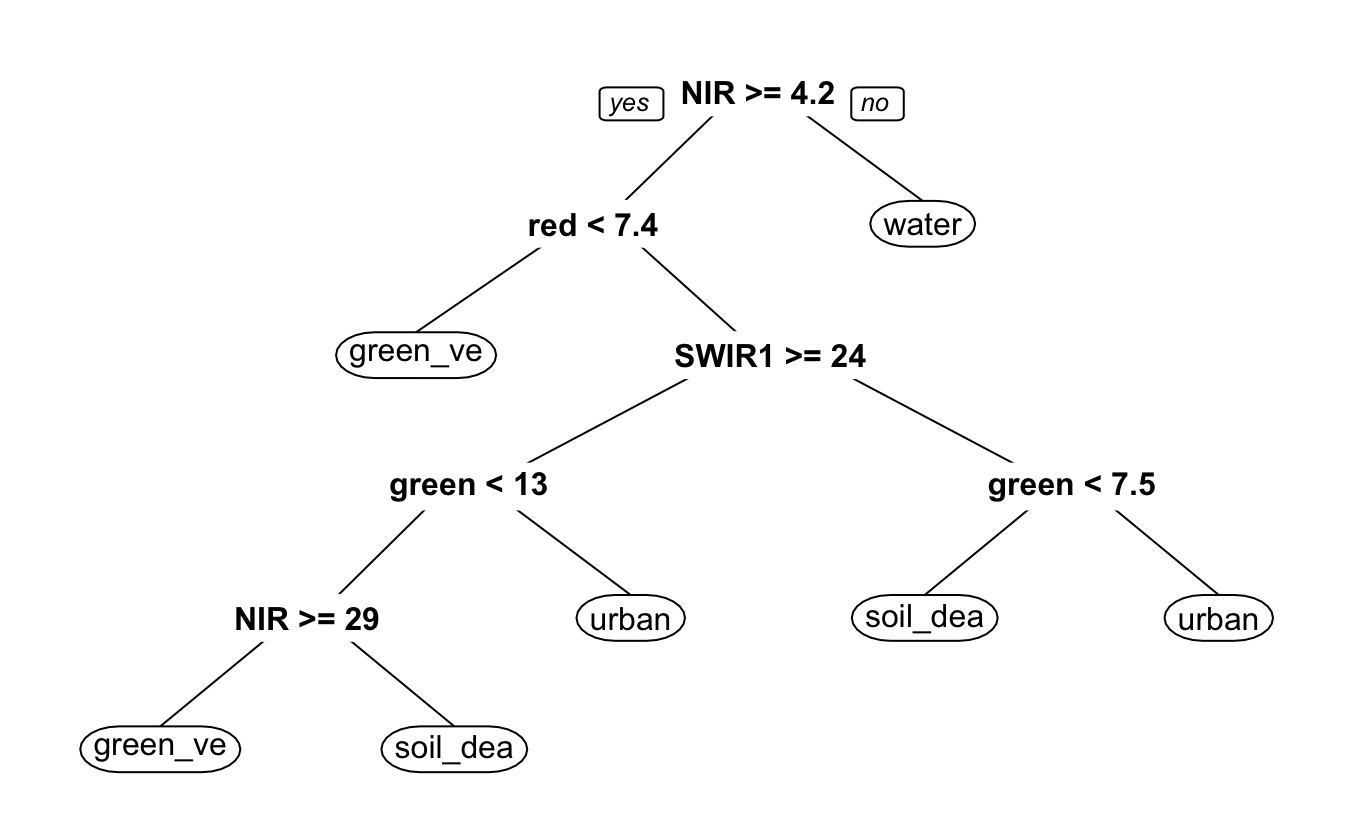 yes NIR >= 4.2 no
red < 7.4
water
green_ve
SWIR1 >= 24
green < 13
green < 7.5
NIR >= 29
urban
soil_dea
urban
green_ve
soil_dea